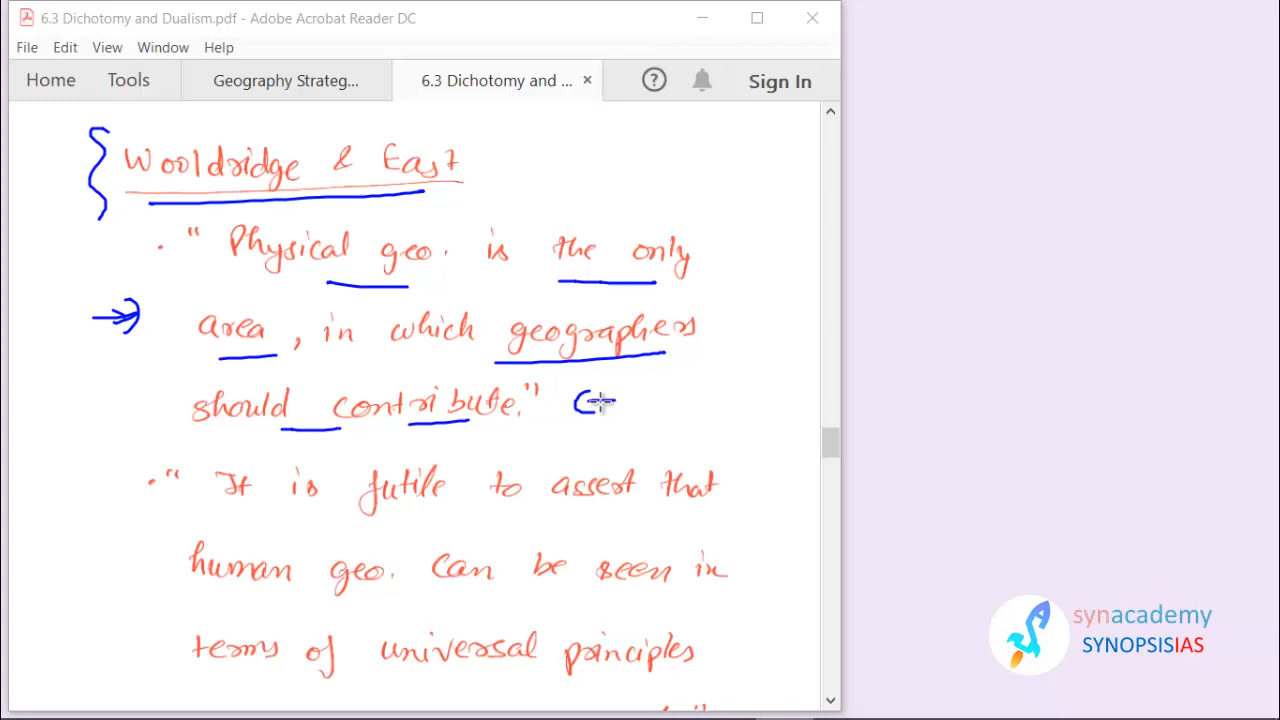 6.3 Dichotomy and Dualism.pdf - Adobe Acrobat Reader DC
File Edit View Window Help
Home Tools Geography Strateg... 6.3 Dichotomy and ... × ? Sign In
Wooldridge & East
. " Physical geo. is the only
area, in which geographers
should contribute."
. " It is futile to assert that
human geo. can be seen in
terms of universal principles
synacademy
SYNOPSISIAS